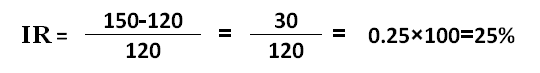 IR = 150-120 / 120 = 30 / 120 = 0.25×100=25%